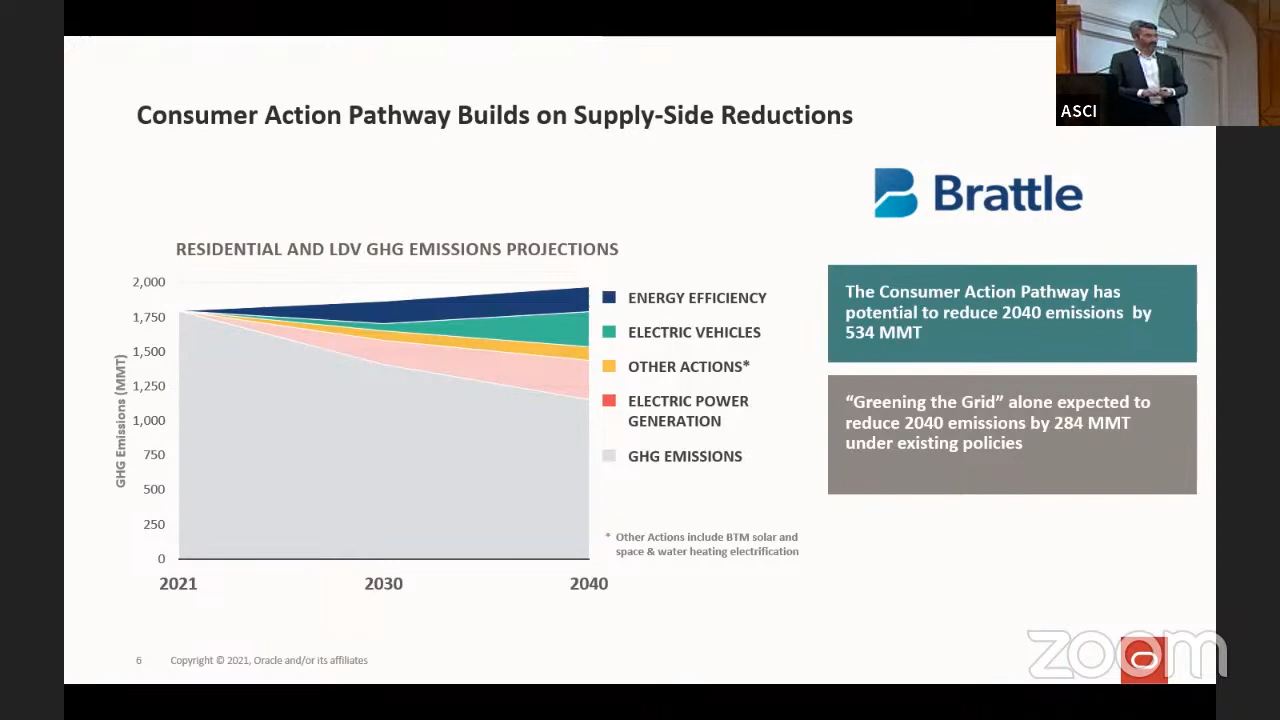 ASCI
Consumer Action Pathway Builds on Supply-Side Reductions
Brattle
RESIDENTIAL AND LDV GHG EMISSIONS PROJECTIONS
GHG Emissions (MMT)
2,000
1,750
1,500
1,250
1,000
750
500
250
0
2021
2030
2040
ENERGY EFFICIENCY
ELECTRIC VEHICLES
OTHER ACTIONS*
ELECTRIC POWER
GENERATION
GHG EMISSIONS
* Other Actions include BTM solar and
space & water heating electrification
The Consumer Action Pathway has
potential to reduce 2040 emissions by
534 MMT
“Greening the Grid” alone expected to
reduce 2040 emissions by 284 MMT
under existing policies
6 Copyright © 2021, Oracle and/or its affiliates
zoom